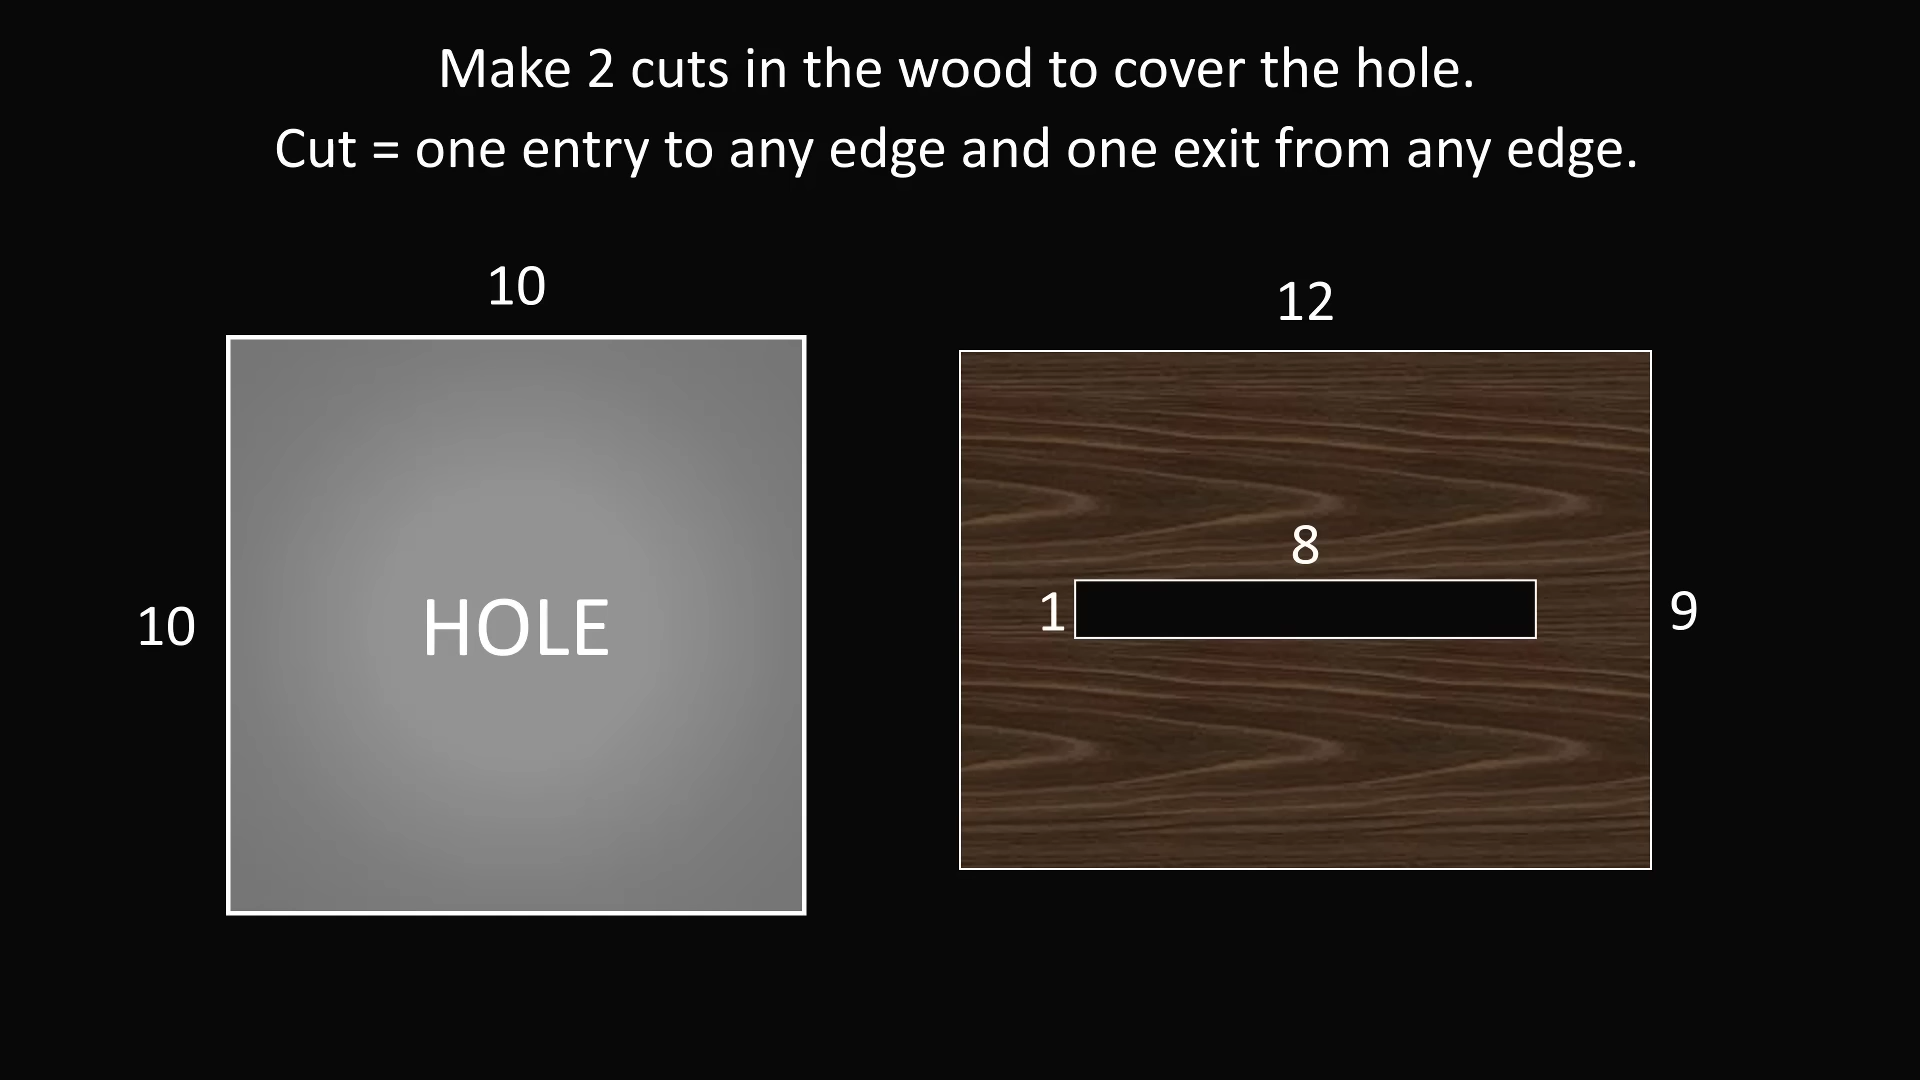 Make 2 cuts in the wood to cover the hole.
Cut = one entry to any edge and one exit from any edge.
10
12
8
10
HOLE
1
9